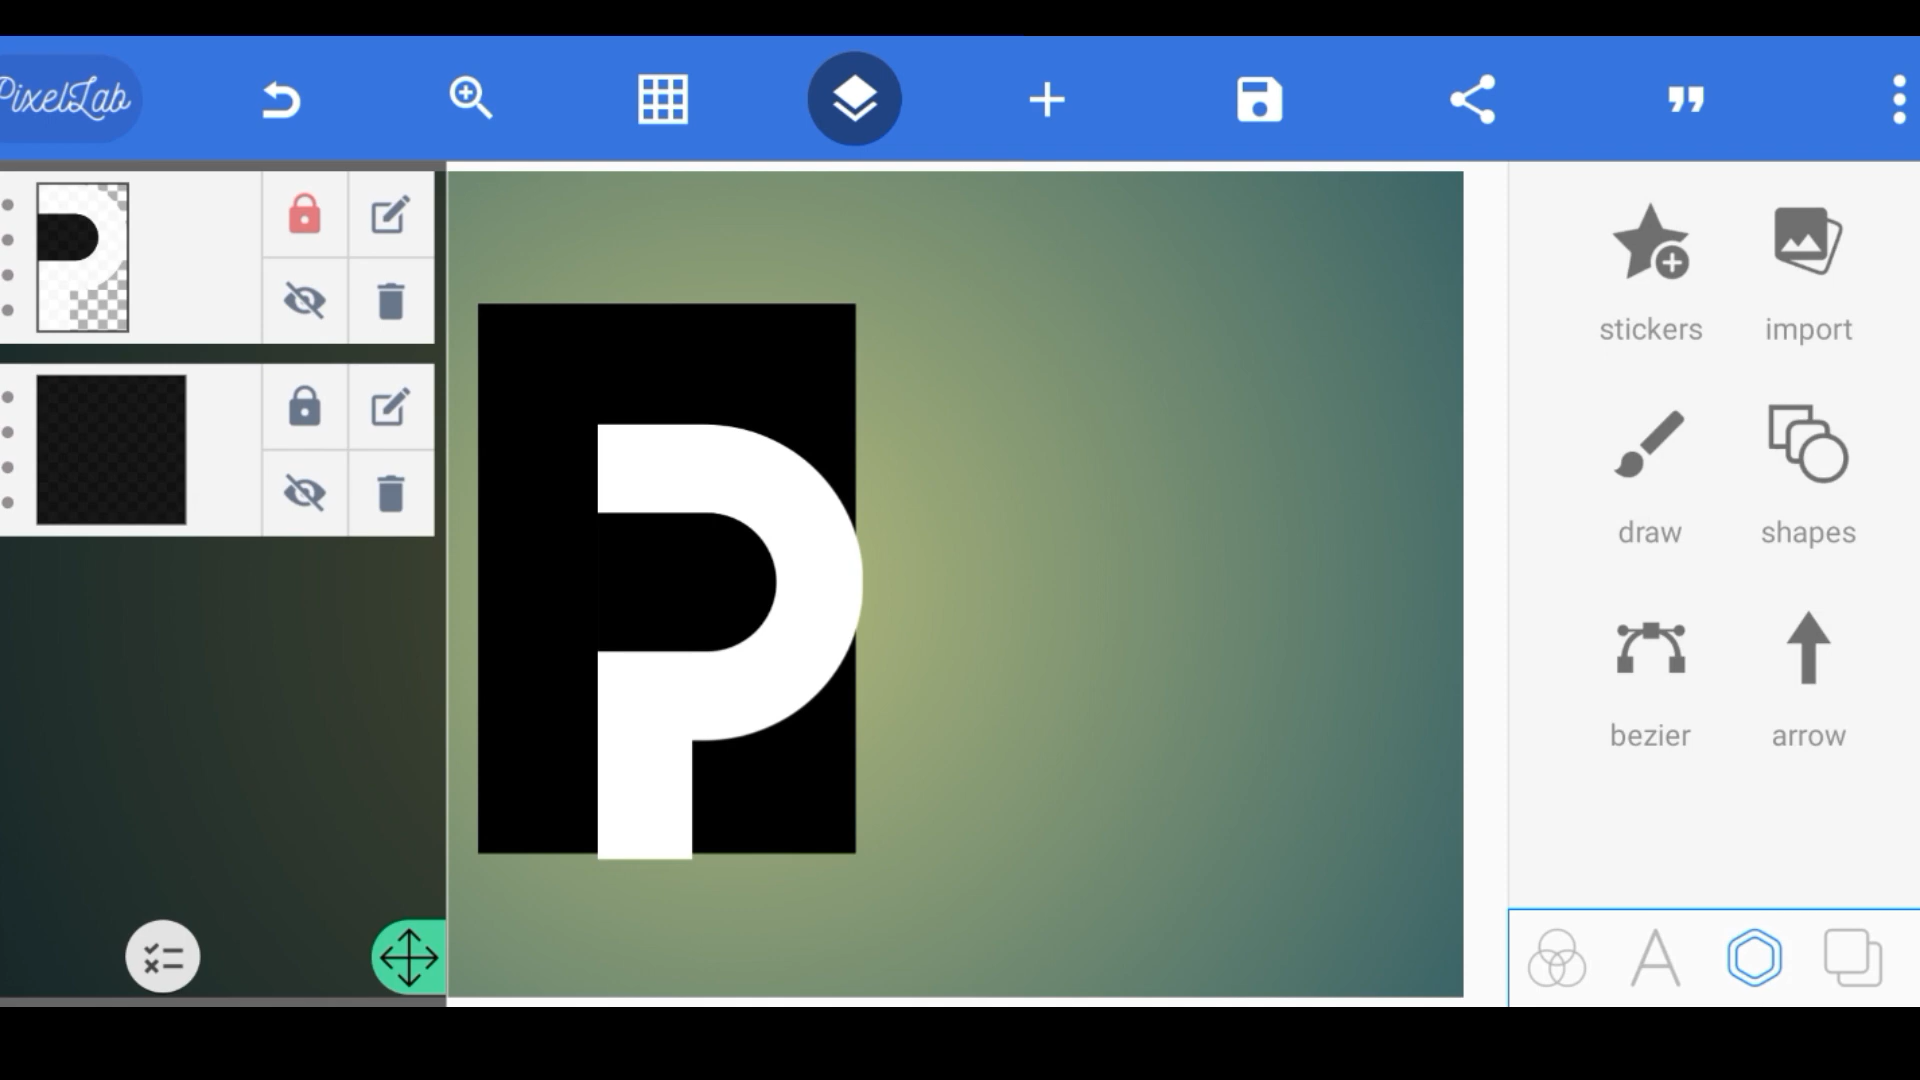 PixelLab
P
stickers
import
draw
shapes
bezier
arrow